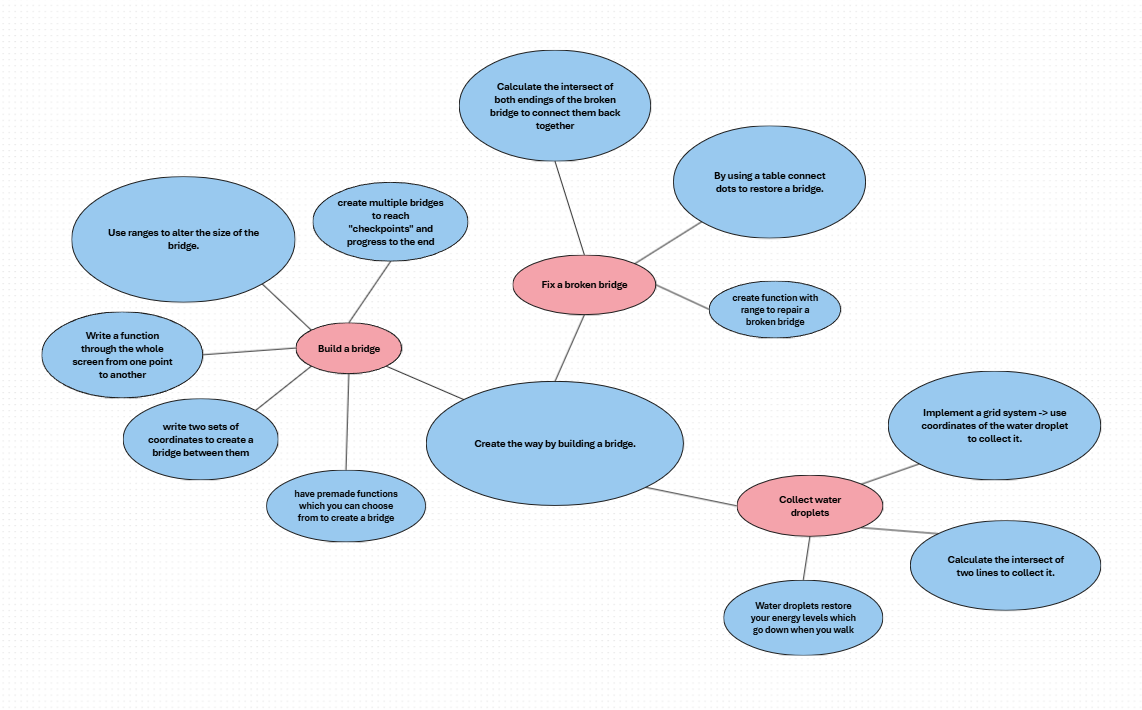 Calculate the intersect of
both endings of the broken
bridge to connect them back
together
By using a table connect
dots to restore a bridge.
create multiple bridges
to reach
"checkpoints" and
progress to the end
Use ranges to alter the size of the
bridge.
Fix a broken bridge
create function with
range to repair a
broken bridge
Write a function
through the whole
screen from one point
to another
Build a bridge
write two sets of
coordinates to create a
bridge between them
Create the way by building a bridge.
Implement a grid system -> use
coordinates of the water droplet
to collect it.
have premade functions
which you can choose
from to create a bridge
Collect water
droplets
Calculate the intersect of
two lines to collect it.
Water droplets restore
your energy levels which
go down when you walk